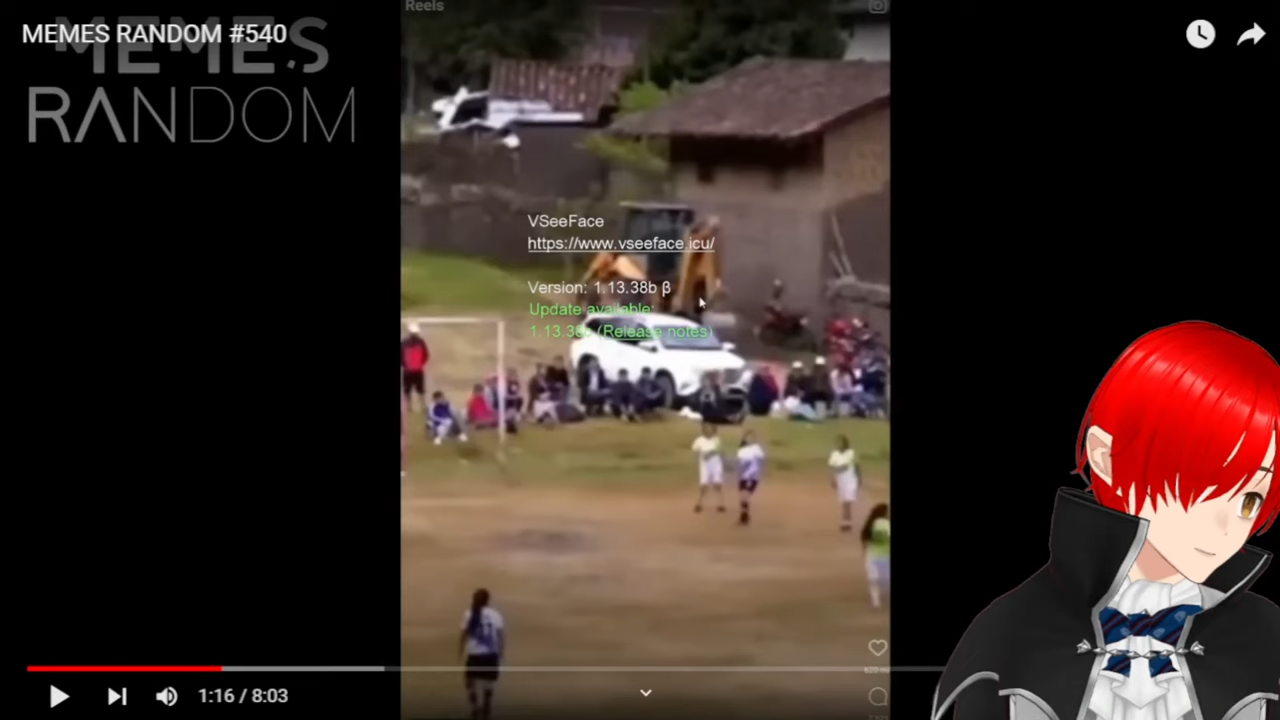 MEMES RANDOM #540
MEMES
RANDOM
Reels
VSeeFace
https://www.vseeface.icu/
Version: 1.13.38b β
Update available:
(Release notes)
1:16 / 8:03